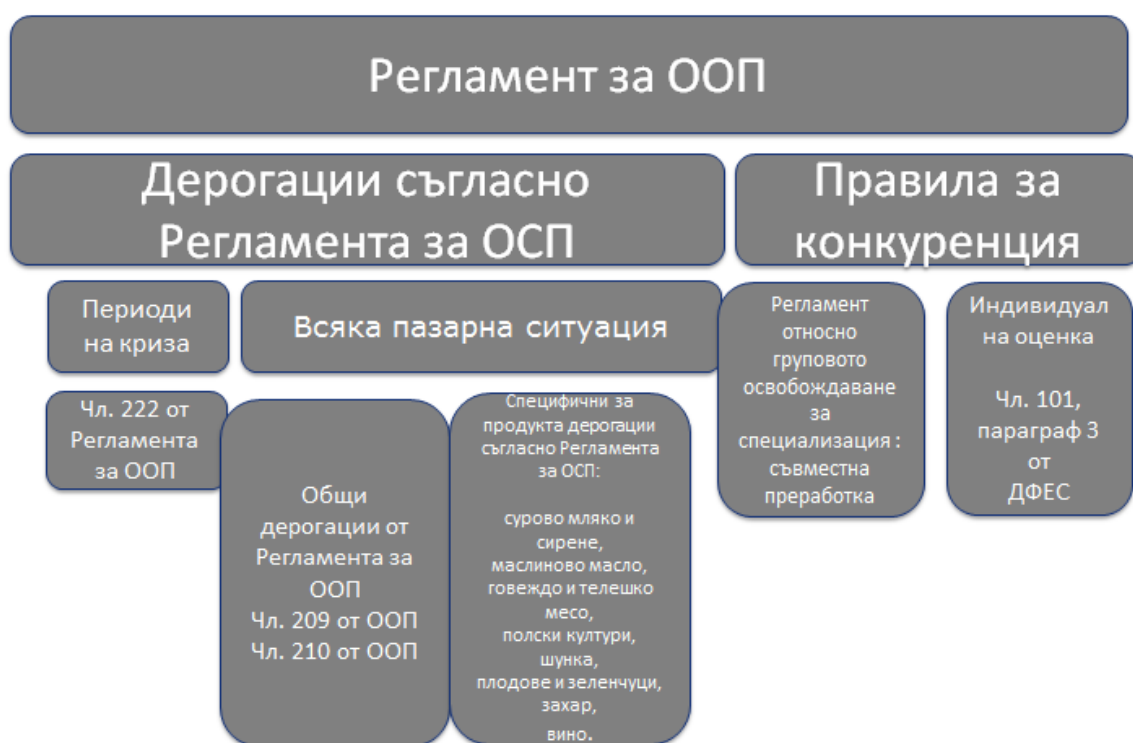 Регламент за ООП
Дерогации съгласно
Регламента за ОСП
Правила за
конкуренция
Периоди
на криза
Всяка пазарна ситуация
Регламент
относно
груповото
освобождаване
за
специализация :
съвместна
преработка
Индивидуал
на оценка
Чл. 101,
параграф 3
от
ДФЕС
Чл. 222 от
Регламента
за ООП
Общи
дерогации от
Регламента за
ООП
Чл. 209 от ООП
Чл. 210 от ООП
Специфични за
продукта дерогации
съгласно Регламента
за ОСП:
сурово мляко и
сирене,
маслиново масло,
говеждо и телешко
месо,
полски култури,
шунка,
плодове и зеленчуци,
захар,
вино.